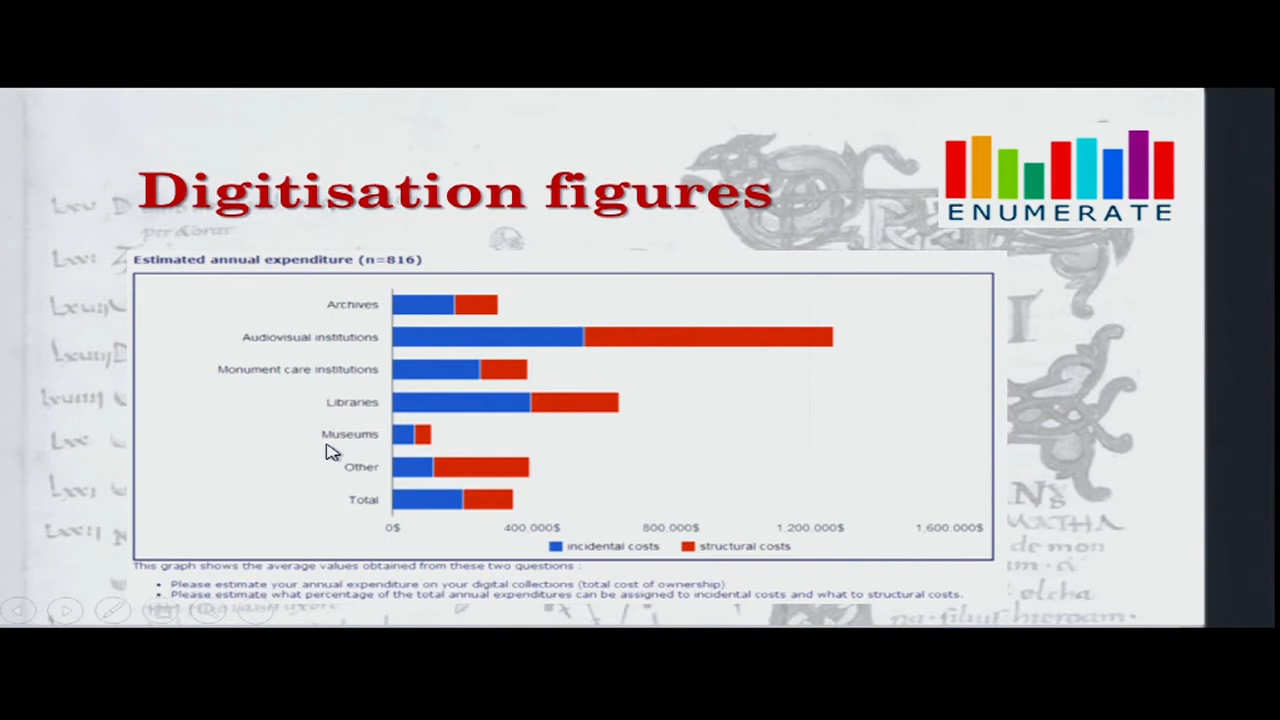 Digitisation figures
ENUMERATE
Estimated annual expenditure (n=816)
Archives
Audiovisual institutions
Monument care institutions
Libraries
Museums
Other
Total
0$ 400.000$ 800.000$ 1,200.000$ 1,600.000$
incidental costs structural costs
This graph shows the average values obtained from these two questions :
• Please estimate your annual expenditure on your digital collections (total cost of ownership)
• Please estimate what percentage of the total annual expenditures can be assigned to incidental costs and what to structural costs.